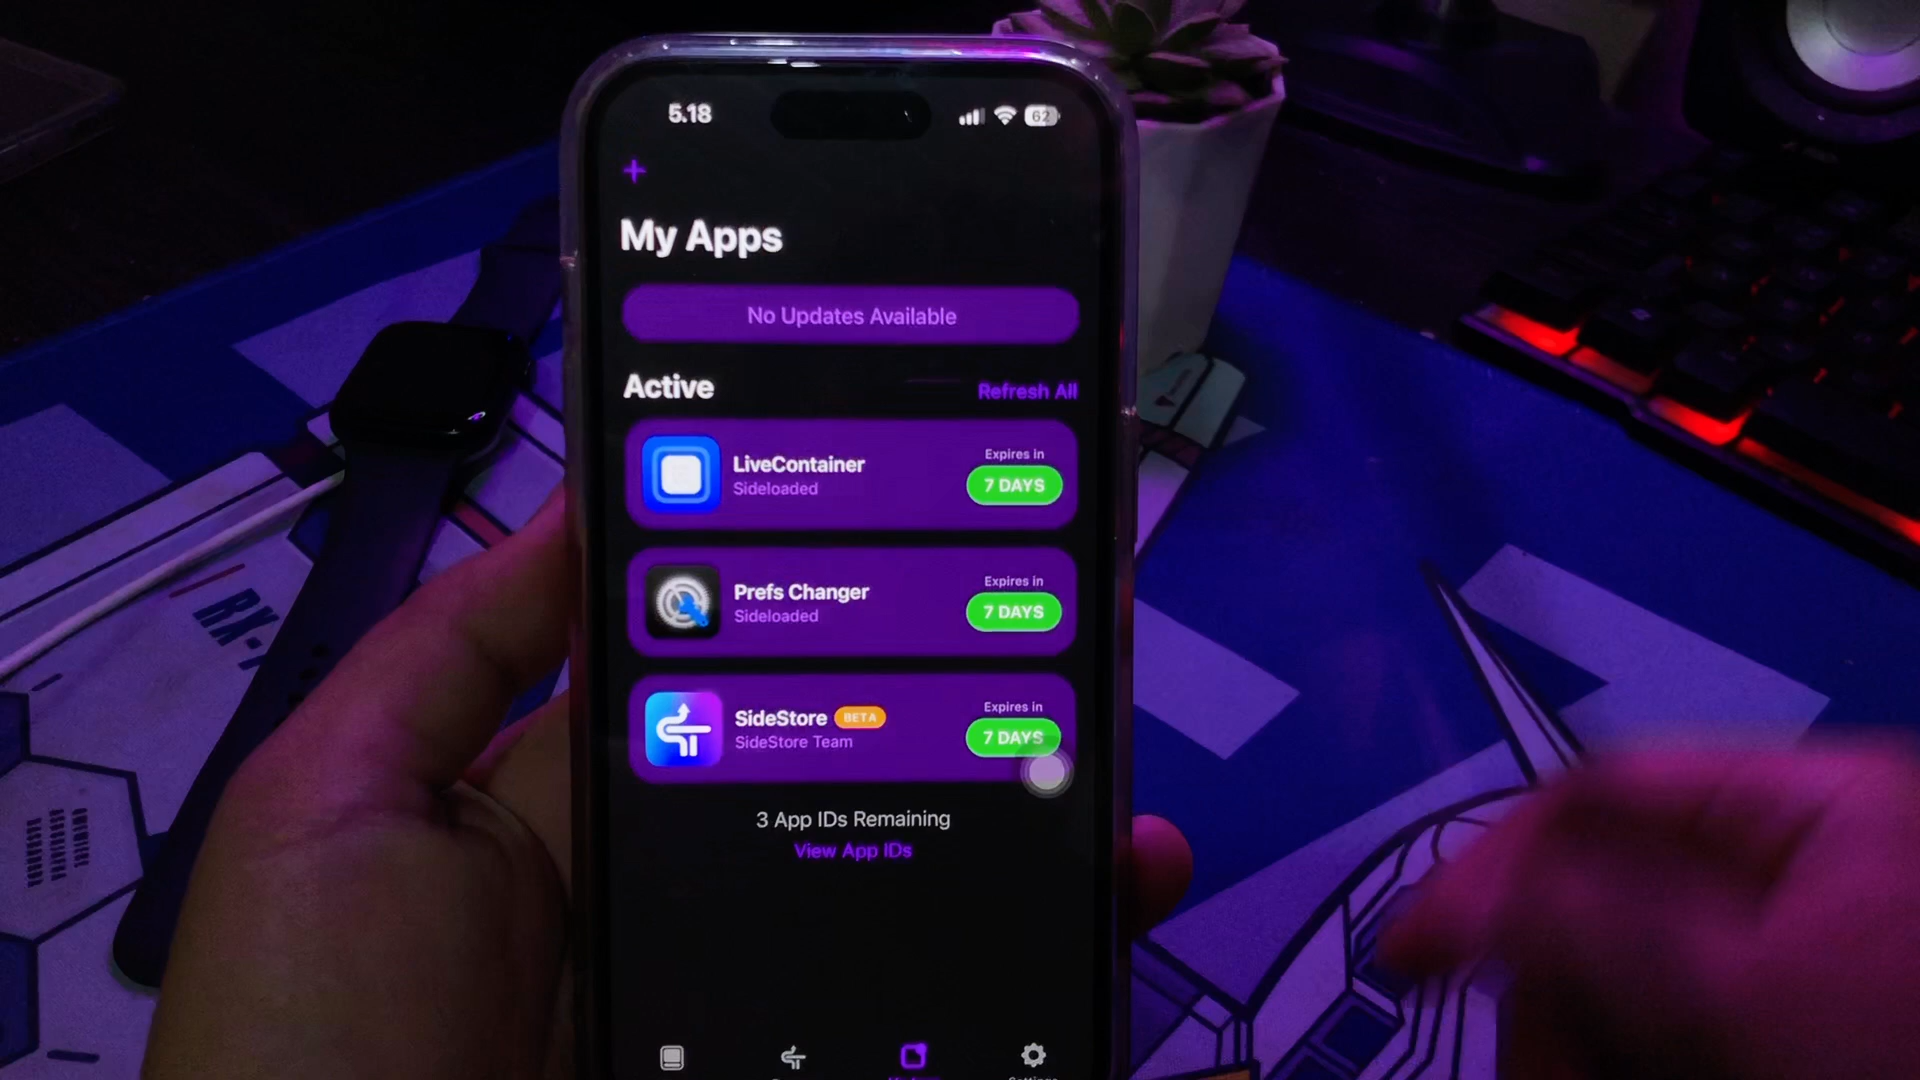 5.18
62
+
My Apps
No Updates Available
Active
Refresh All
LiveContainer
Sideloaded
Expires in
7 DAYS
Prefs Changer
Sideloaded
Expires in
7 DAYS
SideStore BETA
SideStore Team
Expires in
7 DAYS
3 App IDs Remaining
View App IDs
RX-